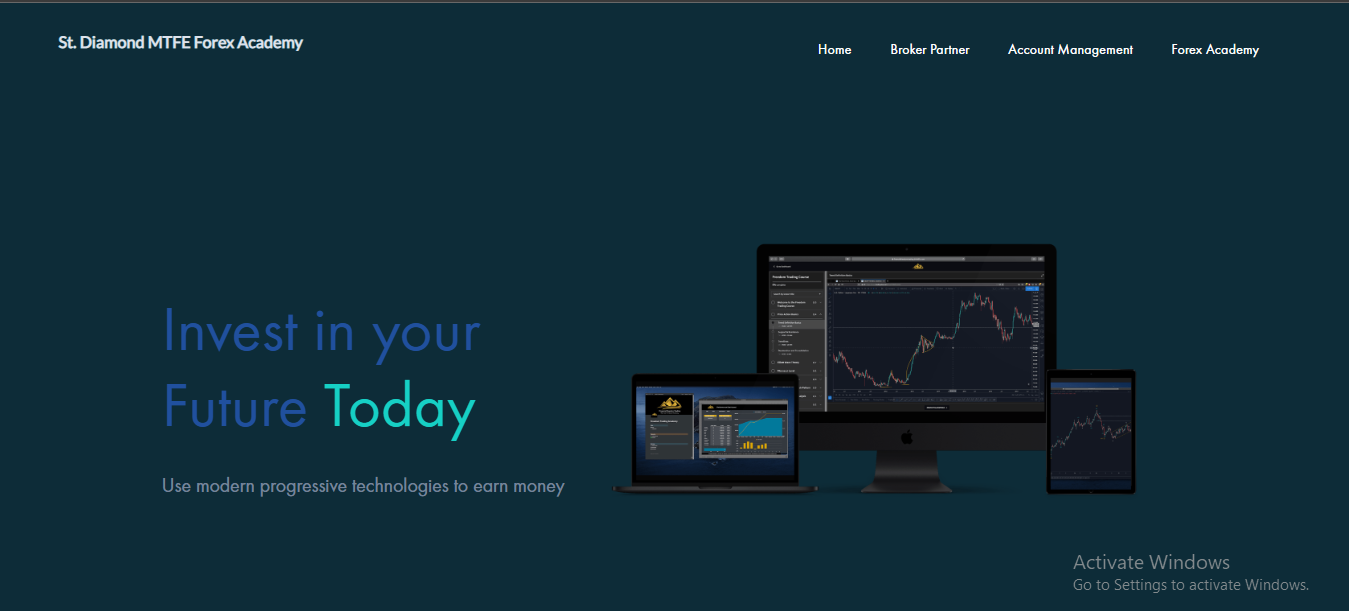 St. Diamond MTFE Forex Academy
Home
Broker Partner
Account Management
Forex Academy
Invest in your
Future Today
Use modern progressive technologies to earn money
Activate Windows
Go to Settings to activate Windows.